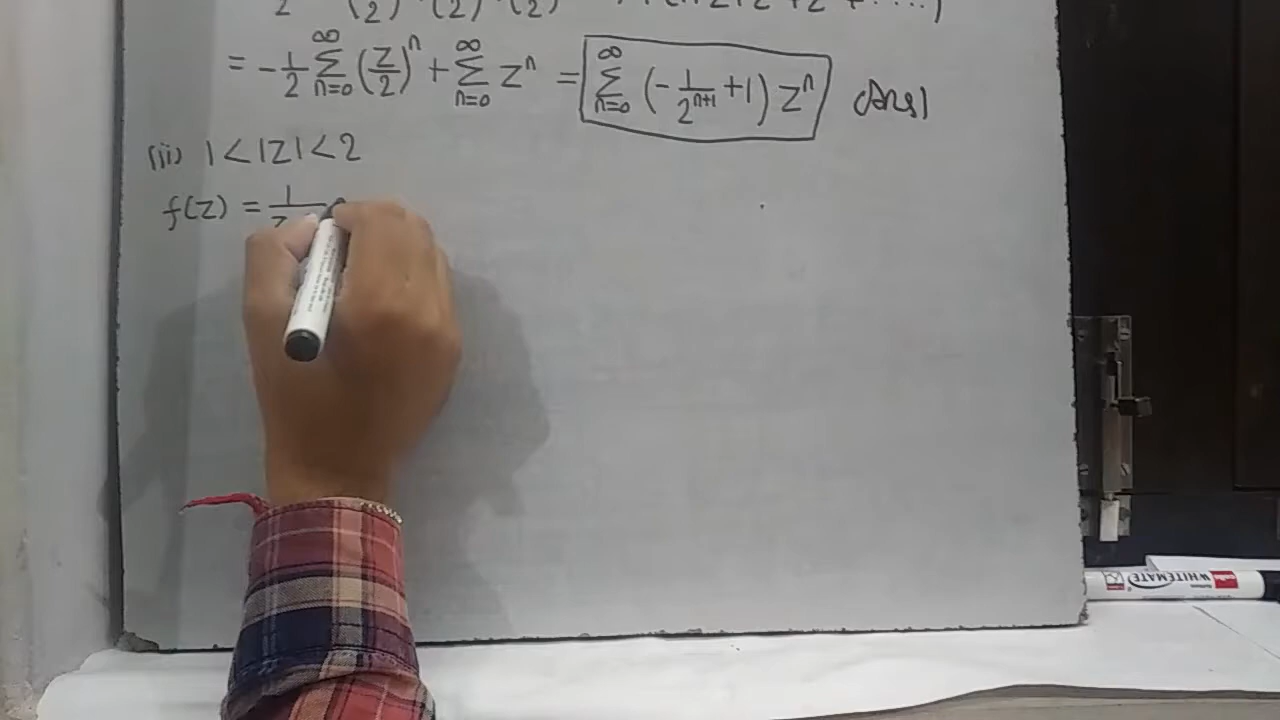 = -1/2 ∑_{n=0}^{∞} (z/2)^n + ∑_{n=0}^{∞} z^n = ∑_{n=0}^{∞} (-1/2^{n+1} + 1) z^n Ans
(ii) 1 < |z| < 2
f(z) = 1/z
WHITEMATE